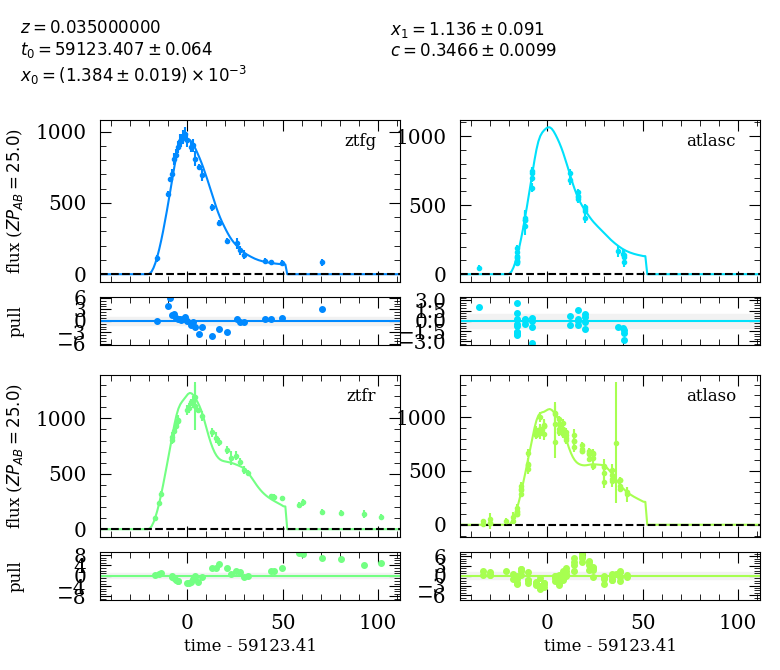 z = 0.035000000
t₀ = 59123.407 ± 0.064
x₀ = (1.384 ± 0.019) × 10⁻³
x₁ = 1.136 ± 0.091
c = 0.3466 ± 0.0099
ztfg
flux (ZP_AB = 25.0)
1000
500
0
atlasc
1000
500
0
pull
6
3
0
−3
−6
3.0
1.5
0.0
−1.5
−3.0
ztfr
flux (ZP_AB = 25.0)
1000
500
0
atlaso
1000
500
0
pull
8
4
0
−4
−8
0
50
100
time - 59123.41
6
3
0
−3
−6
0
50
100
time - 59123.41